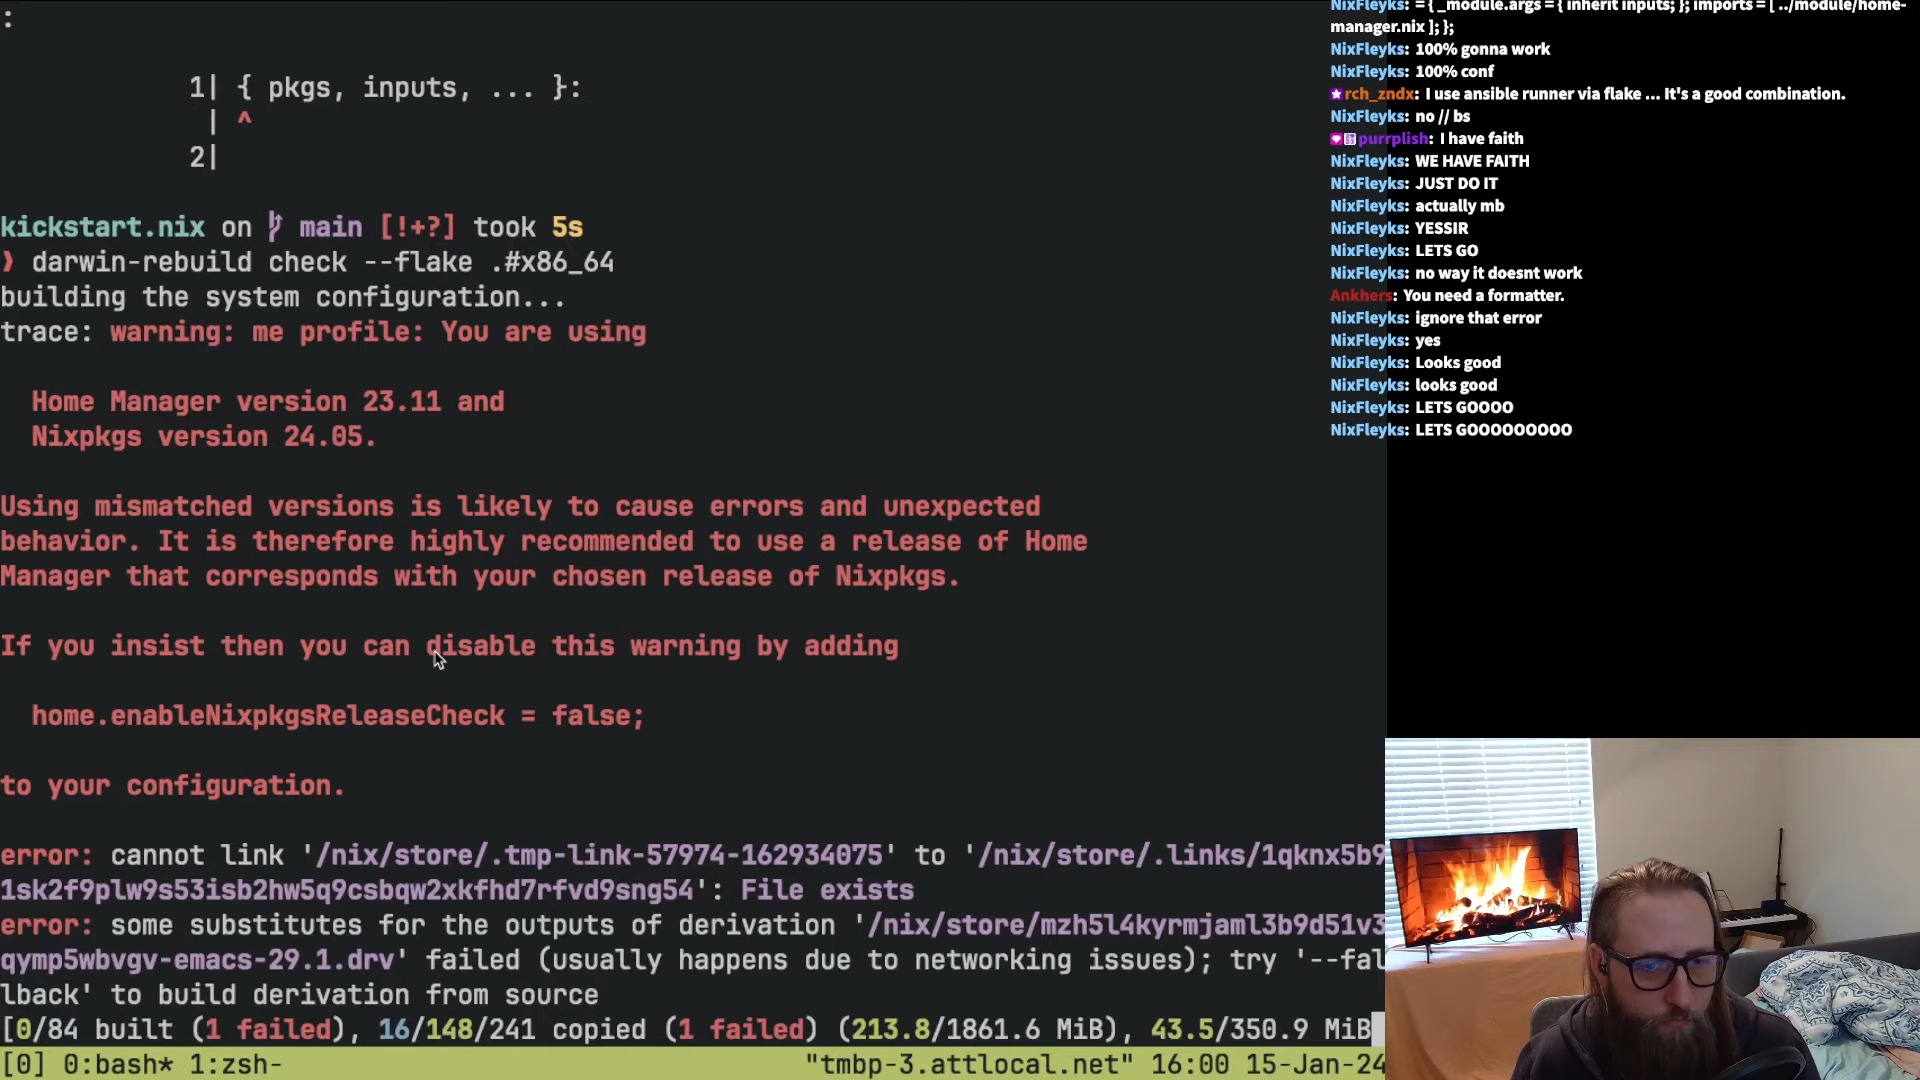 :
1| { pkgs, inputs, ... }:
| ^
2|
kickstart.nix on main [!+?] took 5s
❯ darwin-rebuild check --flake .#x86_64
building the system configuration...
trace: warning: me profile: You are using
Home Manager version 23.11 and
Nixpkgs version 24.05.
Using mismatched versions is likely to cause errors and unexpected
behavior. It is therefore highly recommended to use a release of Home
Manager that corresponds with your chosen release of Nixpkgs.
If you insist then you can disable this warning by adding
home.enableNixpkgsReleaseCheck = false;
to your configuration.
error: cannot link '/nix/store/.tmp-link-57974-162934075' to '/nix/store/.links/1qknx5b9
1sk2f9plw9s53isb2hw5q9csbqw2xkfhd7rfvd9sng54': File exists
error: some substitutes for the outputs of derivation '/nix/store/mzh5l4kyrmjaml3b9d51v3
qymp5wbvgv-emacs-29.1.drv' failed (usually happens due to networking issues); try '--fal
lback' to build derivation from source
[0/84 built (1 failed), 16/148/241 copied (1 failed) (213.8/1861.6 MiB), 43.5/350.9 MiB
[0] 0:bash* 1:zsh- "tmbp-3.attlocal.net" 16:00 15-Jan-24
NixFleyks: = { _module.args = { inherit inputs; }; imports = [ ../module/home-
manager.nix ]; };
NixFleyks: 100% gonna work
NixFleyks: 100% conf
rch_zndx: I use ansible runner via flake ... It's a good combination.
NixFleyks: no // bs
purrplish: I have faith
NixFleyks: WE HAVE FAITH
NixFleyks: JUST DO IT
NixFleyks: actually mb
NixFleyks: YESSIR
NixFleyks: LETS GO
NixFleyks: no way it doesnt work
Ankhers: You need a formatter.
NixFleyks: ignore that error
NixFleyks: yes
NixFleyks: Looks good
NixFleyks: looks good
NixFleyks: LETS GOOOO
NixFleyks: LETS GOOOOOOOOO